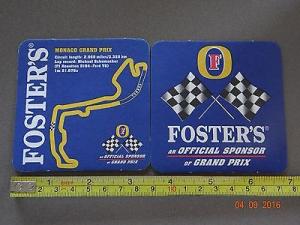 FOSTER'S
MONACO GRAND PRIX
Circuit length: 2.068 miles/3.328 km
Lap record: Michael Schumacher
(F1 Benetton B194-Ford V8)
1m 21.076s
AN OFFICIAL SPONSOR
OF GRAND PRIX
F
FOSTER'S
AN OFFICIAL SPONSOR
OF GRAND PRIX
04 09 2016